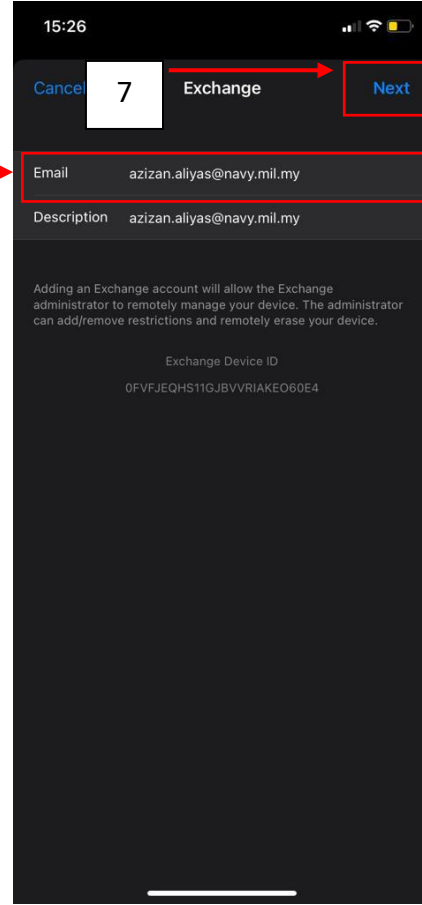 15:26
Cancel 7 Exchange Next
Email azizan.aliyas@navy.mil.my
Description azizan.aliyas@navy.mil.my
Adding an Exchange account will allow the Exchange
administrator to remotely manage your device. The administrator
can add/remove restrictions and remotely erase your device.
Exchange Device ID
0FVFJEQHS11GJBVVRIAKEO60E4